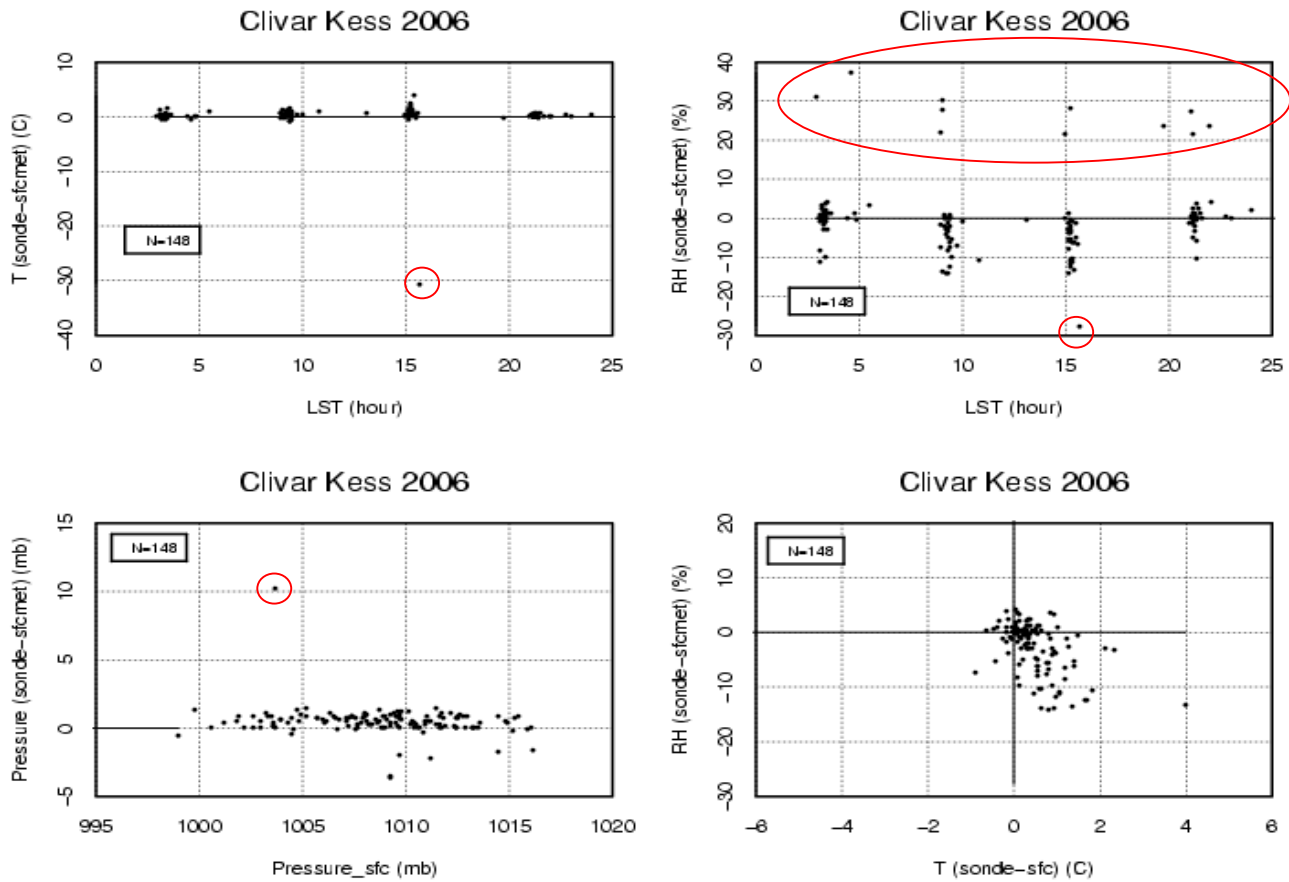 Clivar Kess 2006
T (sonde-sfcmet) (C)
10
0
-10
-20
-30
-40
N=148
0 5 10 15 20 25
LST (hour)
Clivar Kess 2006
RH (sonde-sfcmet) (%)
40
30
20
10
0
-10
-20
-30
N=148
0 5 10 15 20 25
LST (hour)
Clivar Kess 2006
Pressure (sonde-sfcmet) (mb)
15
10
5
0
-5
N=148
995 1000 1005 1010 1015 1020
Pressure_sfc (mb)
Clivar Kess 2006
RH (sonde-sfcmet) (%)
20
10
0
-10
-20
-30
N=148
-6 -4 -2 0 2 4 6
T (sonde-sfc) (C)